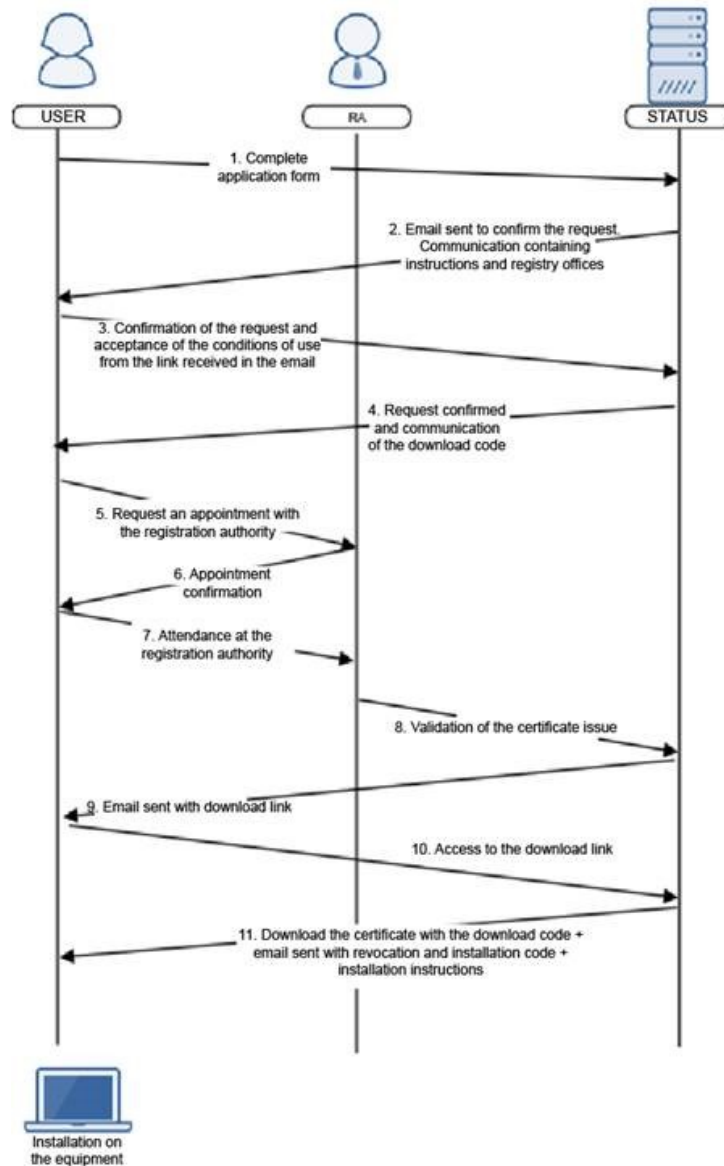 USER
RA
STATUS
1. Complete
application form
2. Email sent to confirm the request.
Communication containing
instructions and registry offices
3. Confirmation of the request and
acceptance of the conditions of use
from the link received in the email
4. Request confirmed
and communication
of the download code
5. Request an appointment with
the registration authority
6. Appointment
confirmation
7. Attendance at the
registration authority
8. Validation of the certificate issue
9. Email sent with download link
10. Access to the download link
11. Download the certificate with the download code +
email sent with revocation and installation code +
installation instructions
Installation on
the equipment